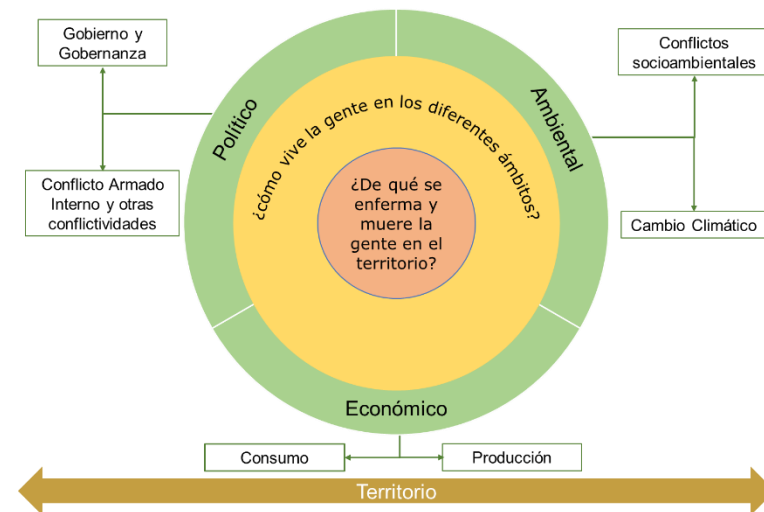 Gobierno y
Gobernanza
Conflicto Armado
Interno y otras
conflictividades
Político
¿cómo vive la gente en los diferentes ámbitos?
¿De qué se
enferma y
muere la
gente en el
territorio?
Ambiental
Conflictos
socioambientales
Cambio Climático
Económico
Consumo
Producción
Territorio